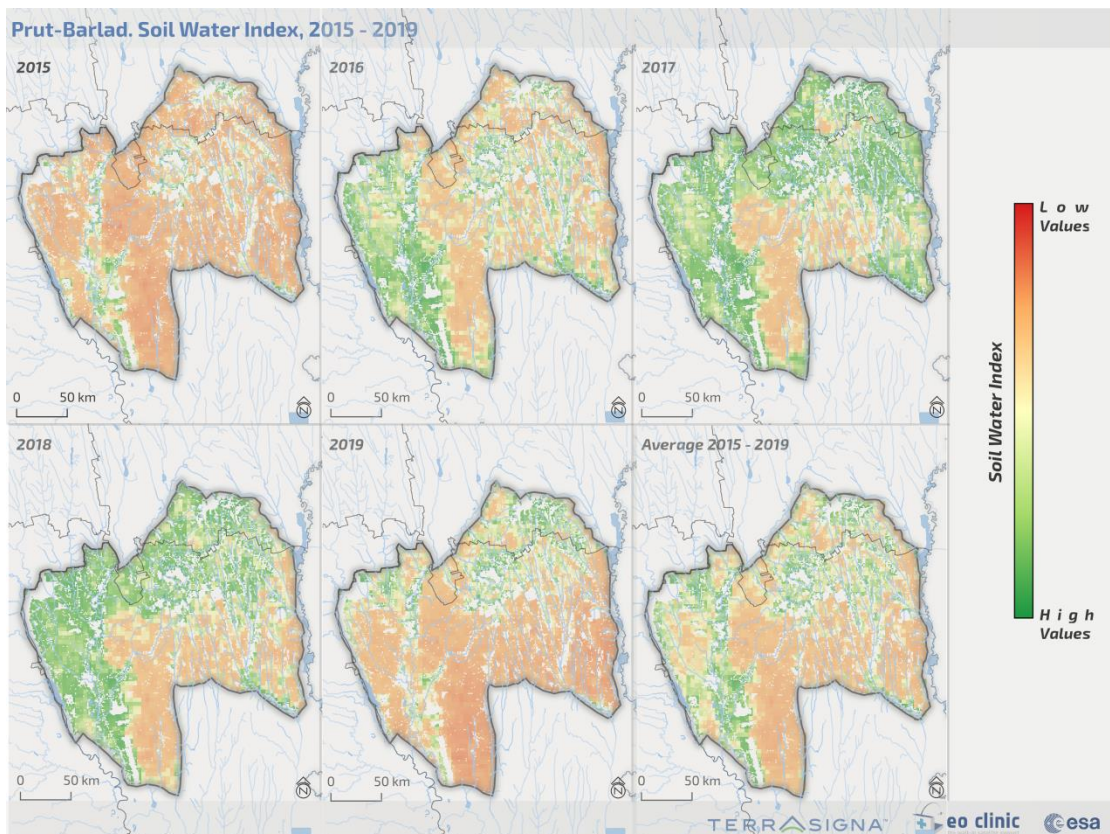 Prut-Barlad. Soil Water Index, 2015 - 2019
2015
2016
2017
0 50 km
N
0 50 km
N
0 50 km
N
2018
2019
Average 2015 - 2019
0 50 km
N
0 50 km
N
0 50 km
N
Low
Values
Soil Water Index
High
Values
TERRASIGNA™
eo clinic
esa